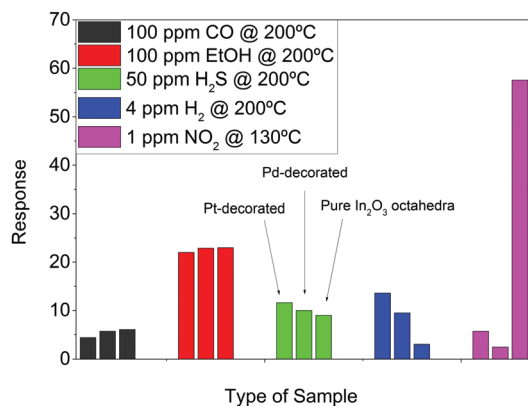 70
60
50
40
30
20
10
0
Response
100 ppm CO @ 200ºC
100 ppm EtOH @ 200ºC
50 ppm H₂S @ 200ºC
4 ppm H₂ @ 200ºC
1 ppm NO₂ @ 130ºC
Pd-decorated
Pt-decorated
Pure In₂O₃ octahedra
Type of Sample